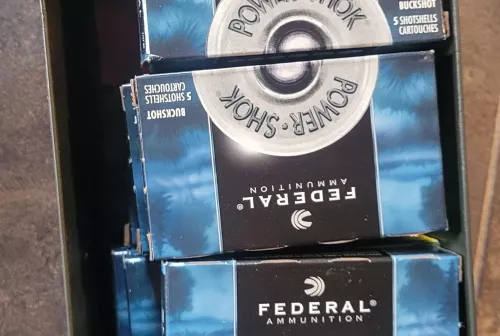 POWER·SHOK
BUCKSHOT
5 SHOTSHELLS
CARTOUCHES
5 SHOTSHELLS
CARTOUCHES
BUCKSHOT
POWER·SHOK
FEDERAL®
AMMUNITION
FEDERAL®
AMMUNITION